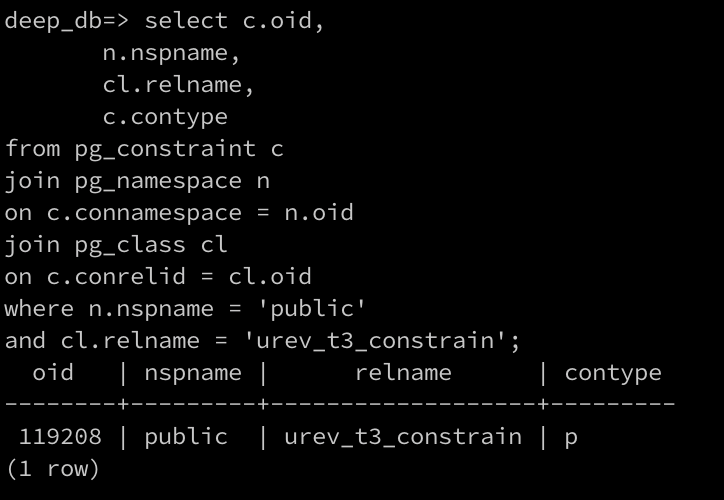 deep_db=> select c.oid,
       n.nspname,
       cl.relname,
       c.contype
from pg_constraint c
join pg_namespace n
on c.connamespace = n.oid
join pg_class cl
on c.conrelid = cl.oid
where n.nspname = 'public'
and cl.relname = 'urev_t3_constrain';
  oid   | nspname |      relname      | contype
--------+---------+-------------------+---------
 119208 | public  | urev_t3_constrain | p
(1 row)